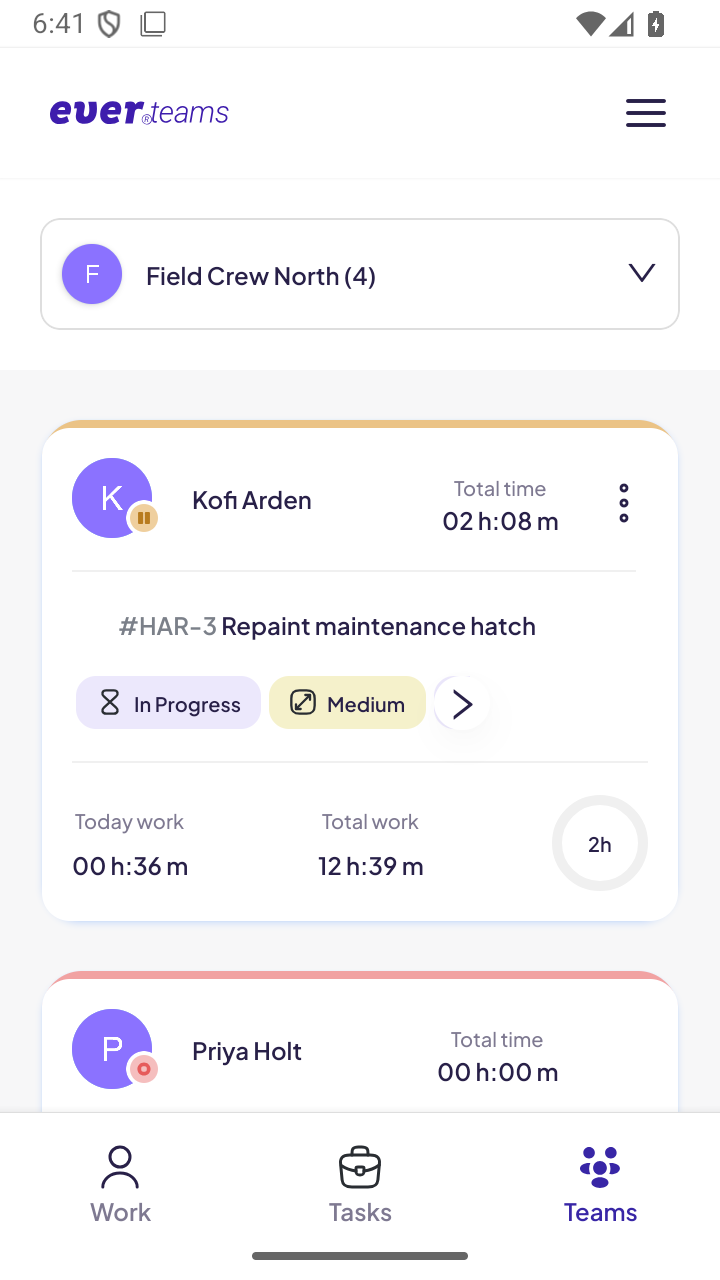 6:41
ever®teams
F
Field Crew North (4)
K
Kofi Arden
Total time
02 h:08 m
#HAR-3 Repaint maintenance hatch
In Progress
Medium
Today work
Total work
00 h:36 m
12 h:39 m
2h
P
Priya Holt
Total time
00 h:00 m
Work
Tasks
Teams